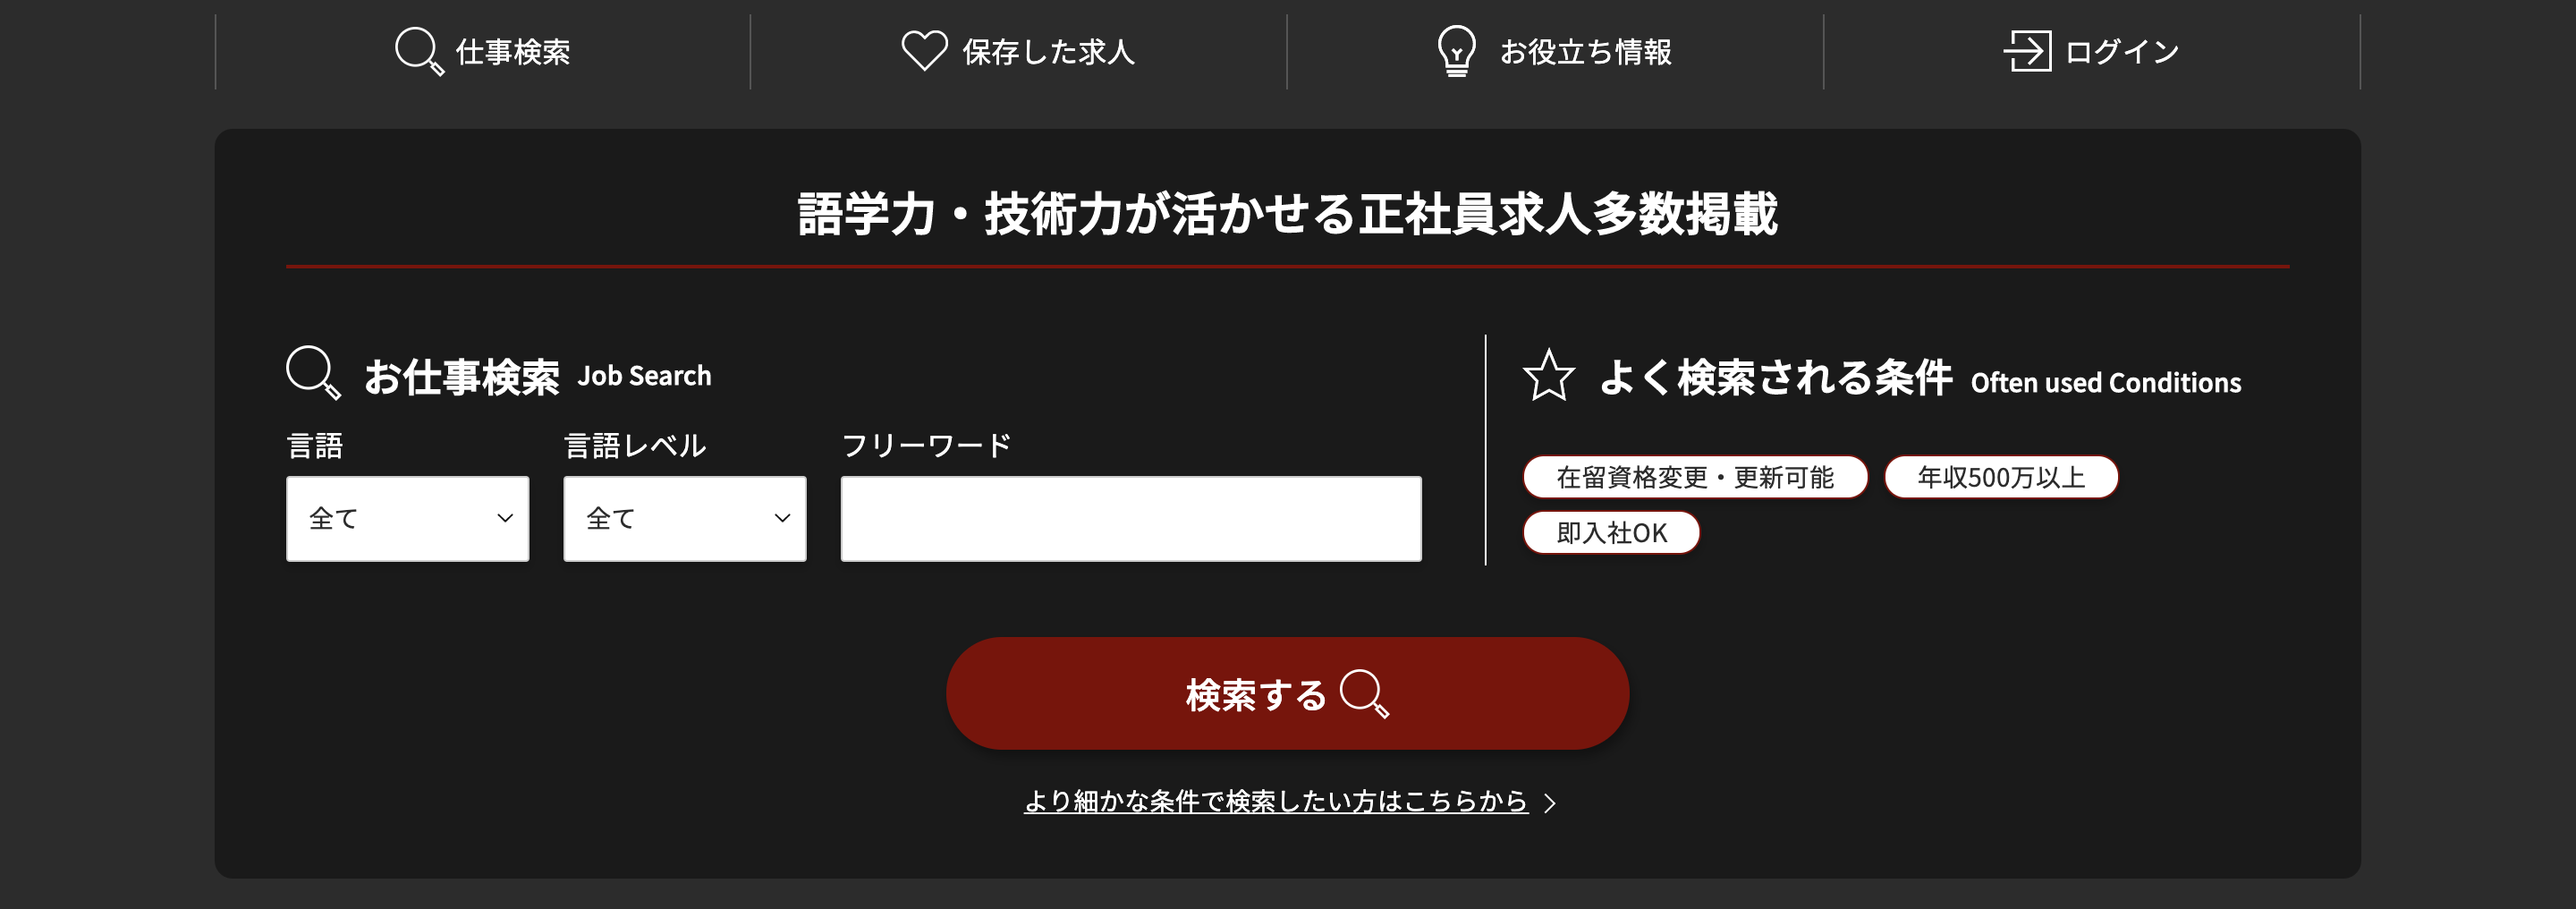 仕事検索
保存した求人
お役立ち情報
ログイン
語学力・技術力が活かせる正社員求人多数掲載
お仕事検索 Job Search
言語
言語レベル
フリーワード
全て
全て
よく検索される条件 Often used Conditions
在留資格変更・更新可能
年収500万以上
即入社OK
検索する
より細かな条件で検索したい方はこちらから